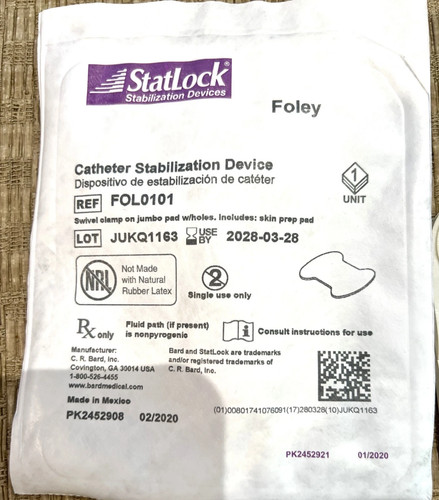 StatLock®
Stabilization Devices
Foley
Catheter Stabilization Device
Dispositivo de estabilización de catéter
1
UNIT
REF FOL0101
Swivel clamp on jumbo pad w/holes. Includes: skin prep pad
LOT JUKQ1163 USE BY 2028-03-28
NRL
Not Made
with Natural
Rubber Latex
2
Single use only
Rx only
Fluid path (if present)
is nonpyrogenic
i Consult instructions for use
Manufacturer:
C. R. Bard, Inc.
Covington, GA 30014 USA
1-800-526-4455
www.bardmedical.com
Bard and StatLock are trademarks
and/or registered trademarks of
C. R. Bard, Inc.
Made in Mexico
PK2452908 02/2020
(01)00801741076091(17)280328(10)JUKQ1163
PK2452921 01/2020